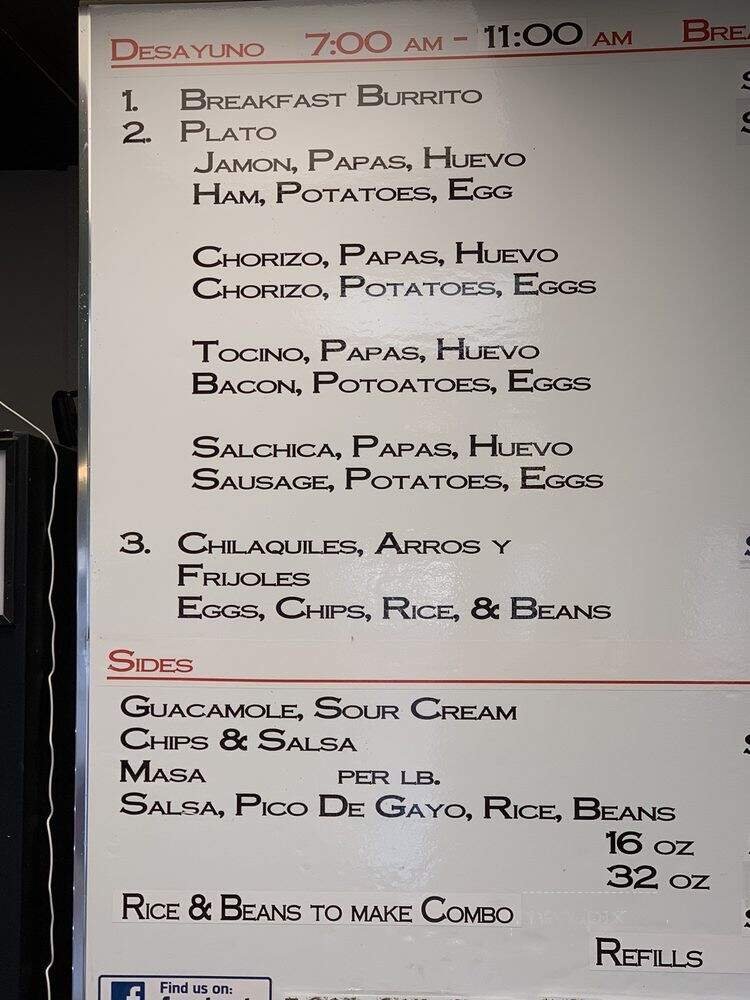 DESAYUNO 7:00 AM - 11:00 AM
1. BREAKFAST BURRITO
2. PLATO
JAMON, PAPAS, HUEVO
HAM, POTATOES, EGG
CHORIZO, PAPAS, HUEVO
CHORIZO, POTATOES, EGGS
TOCINO, PAPAS, HUEVO
BACON, POTOATOES, EGGS
SALCHICA, PAPAS, HUEVO
SAUSAGE, POTATOES, EGGS
3. CHILAQUILES, ARROS Y
FRIJOLES
EGGS, CHIPS, RICE, & BEANS
SIDES
GUACAMOLE, SOUR CREAM
CHIPS & SALSA
MASA PER LB.
SALSA, PICO DE GAYO, RICE, BEANS
16 OZ
32 OZ
RICE & BEANS TO MAKE COMBO
REFILLS
Find us on: